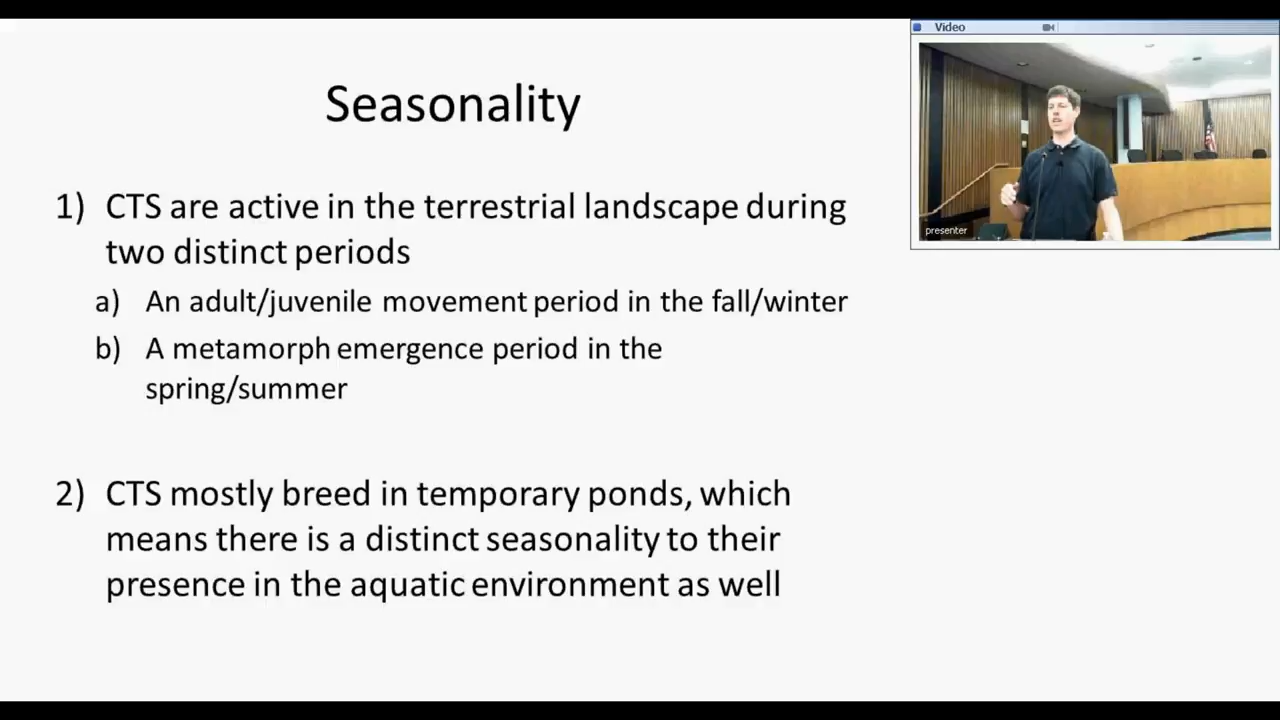 Seasonality
1) CTS are active in the terrestrial landscape during
two distinct periods
a) An adult/juvenile movement period in the fall/winter
b) A metamorph emergence period in the
spring/summer
2) CTS mostly breed in temporary ponds, which
means there is a distinct seasonality to their
presence in the aquatic environment as well
Video
presenter